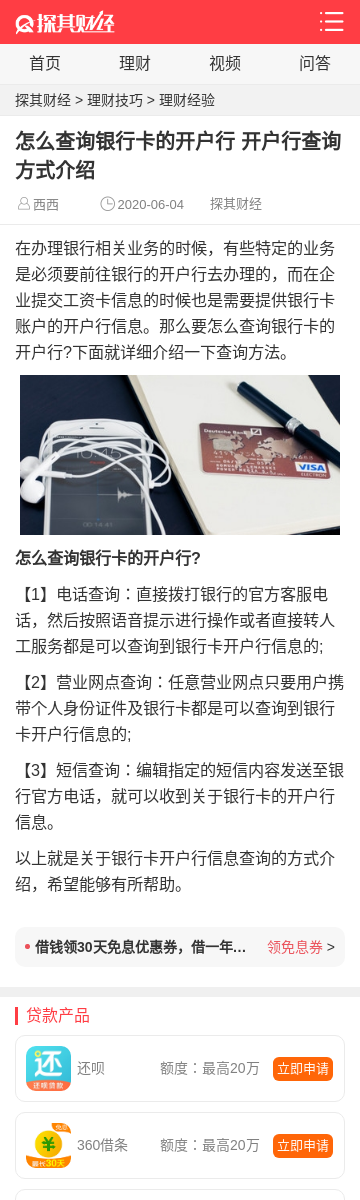 探其财经
首页 理财 视频 问答
探其财经 > 理财技巧 > 理财经验
怎么查询银行卡的开户行 开户行查询
方式介绍
西西 2020-06-04 探其财经
在办理银行相关业务的时候，有些特定的业务
是必须要前往银行的开户行去办理的，而在企
业提交工资卡信息的时候也是需要提供银行卡
账户的开户行信息。那么要怎么查询银行卡的
开户行?下面就详细介绍一下查询方法。
Deutsche Bank
VISA
ELECTRON
怎么查询银行卡的开户行?
【1】电话查询：直接拨打银行的官方客服电
话，然后按照语音提示进行操作或者直接转人
工服务都是可以查询到银行卡开户行信息的;
【2】营业网点查询：任意营业网点只要用户携
带个人身份证件及银行卡都是可以查询到银行
卡开户行信息的;
【3】短信查询：编辑指定的短信内容发送至银
行官方电话，就可以收到关于银行卡的开户行
信息。
以上就是关于银行卡开户行信息查询的方式介
绍，希望能够有所帮助。
借钱领30天免息优惠券，借一年… 领免息券 >
贷款产品
还
还呗贷款
还呗 额度：最高20万 立即申请
免息
360借条 额度：最高20万 立即申请